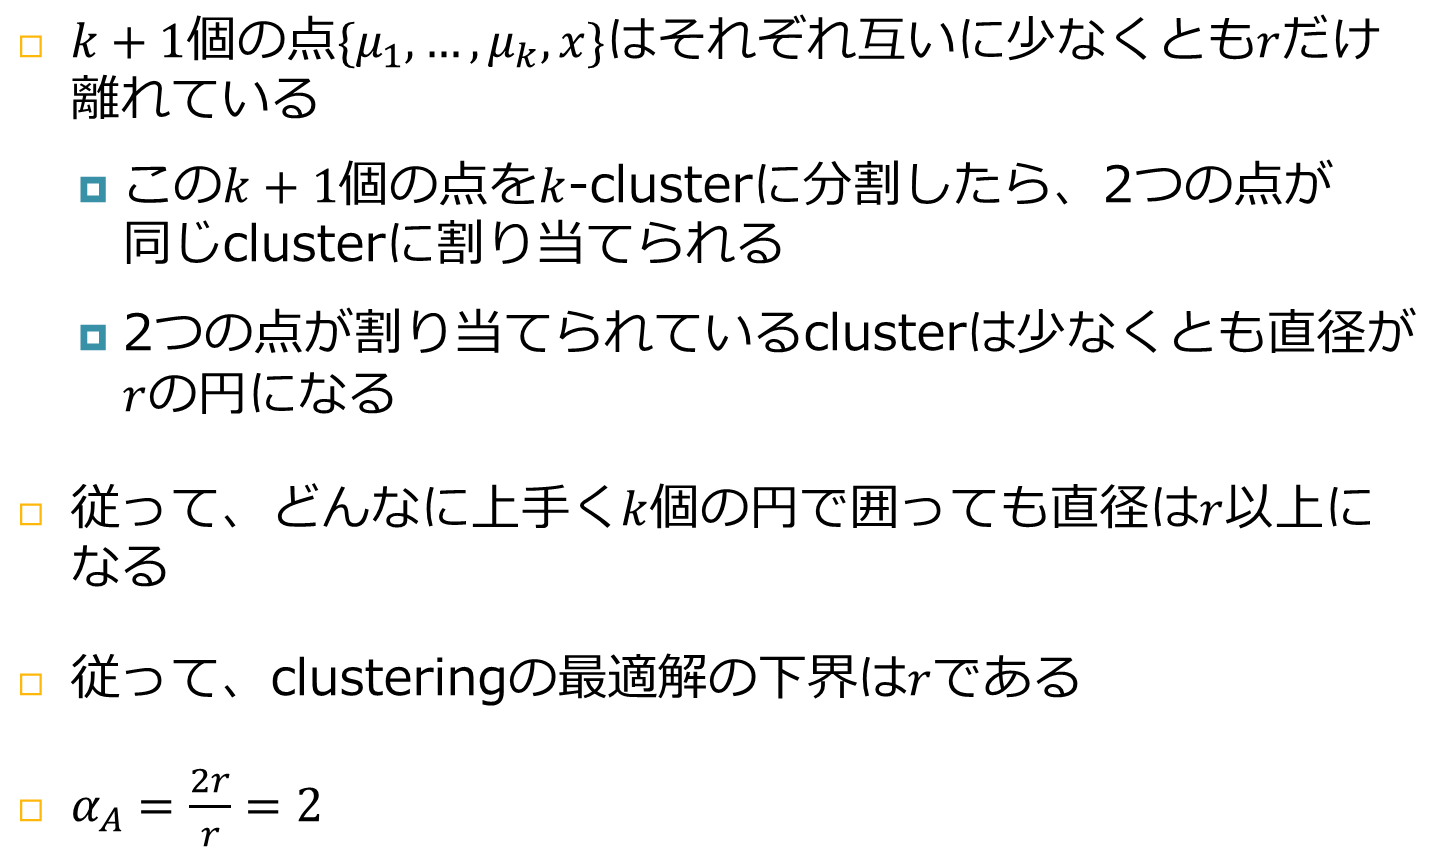 k + 1個の点{μ₁, …, μₖ, x}はそれぞれ互いに少なくともrだけ
離れている
このk + 1個の点をk-clusterに分割したら、2つの点が
同じclusterに割り当てられる
2つの点が割り当てられているclusterは少なくとも直径が
rの円になる
従って、どんなに上手くk個の円で囲っても直径はr以上に
なる
従って、clusteringの最適解の下界はrである
α_A = 2r/r = 2